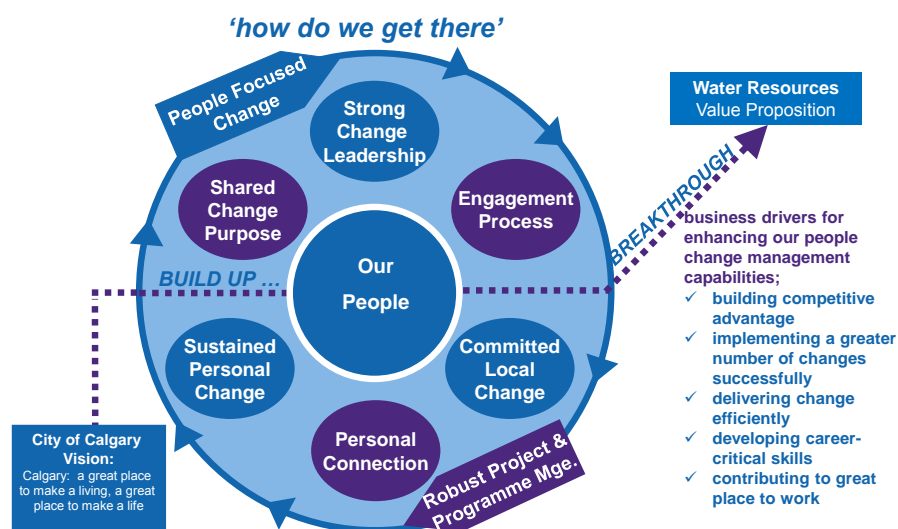 ‘how do we get there’
People Focused
Change
Strong
Change
Leadership
Water Resources
Value Proposition
Shared
Change
Purpose
Engagement
Process
BREAKTHROUGH
BUILD UP …
Our
People
business drivers for
enhancing our people
change management
capabilities;
✓ building competitive
advantage
✓ implementing a greater
number of changes
successfully
✓ delivering change
efficiently
✓ developing career-
critical skills
✓ contributing to great
place to work
Sustained
Personal
Change
Committed
Local
Change
City of Calgary
Vision:
Calgary: a great place
to make a living, a great
place to make a life
Personal
Connection
Robust Project &
Programme Mge.